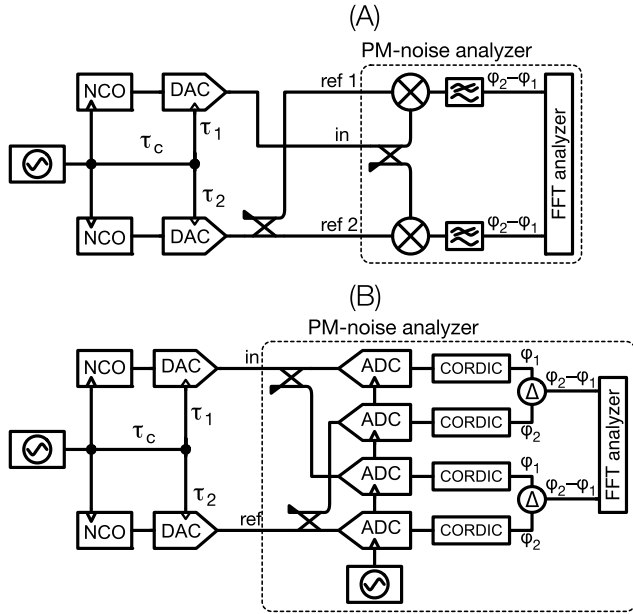 (A)
PM-noise analyzer
NCO
DAC
ref 1
φ₂−φ₁
τ₁
in
τc
τ₂
FFT analyzer
NCO
DAC
ref 2
φ₂−φ₁
(B)
PM-noise analyzer
NCO
DAC
in
ADC
CORDIC
φ₁
φ₂−φ₁
Δ
τ₁
ADC
CORDIC
φ₂
τc
FFT analyzer
ADC
CORDIC
φ₁
φ₂−φ₁
Δ
τ₂
NCO
DAC
ref
ADC
CORDIC
φ₂